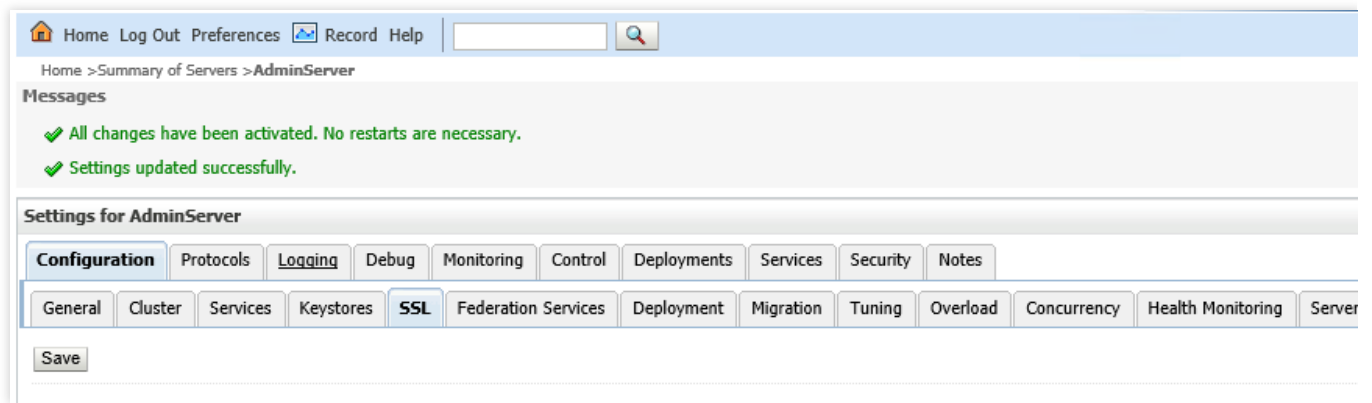 Home Log Out Preferences Record Help
Home >Summary of Servers >AdminServer
Messages
All changes have been activated. No restarts are necessary.
Settings updated successfully.
Settings for AdminServer
Configuration Protocols Logging Debug Monitoring Control Deployments Services Security Notes
General Cluster Services Keystores SSL Federation Services Deployment Migration Tuning Overload Concurrency Health Monitoring Server
Save